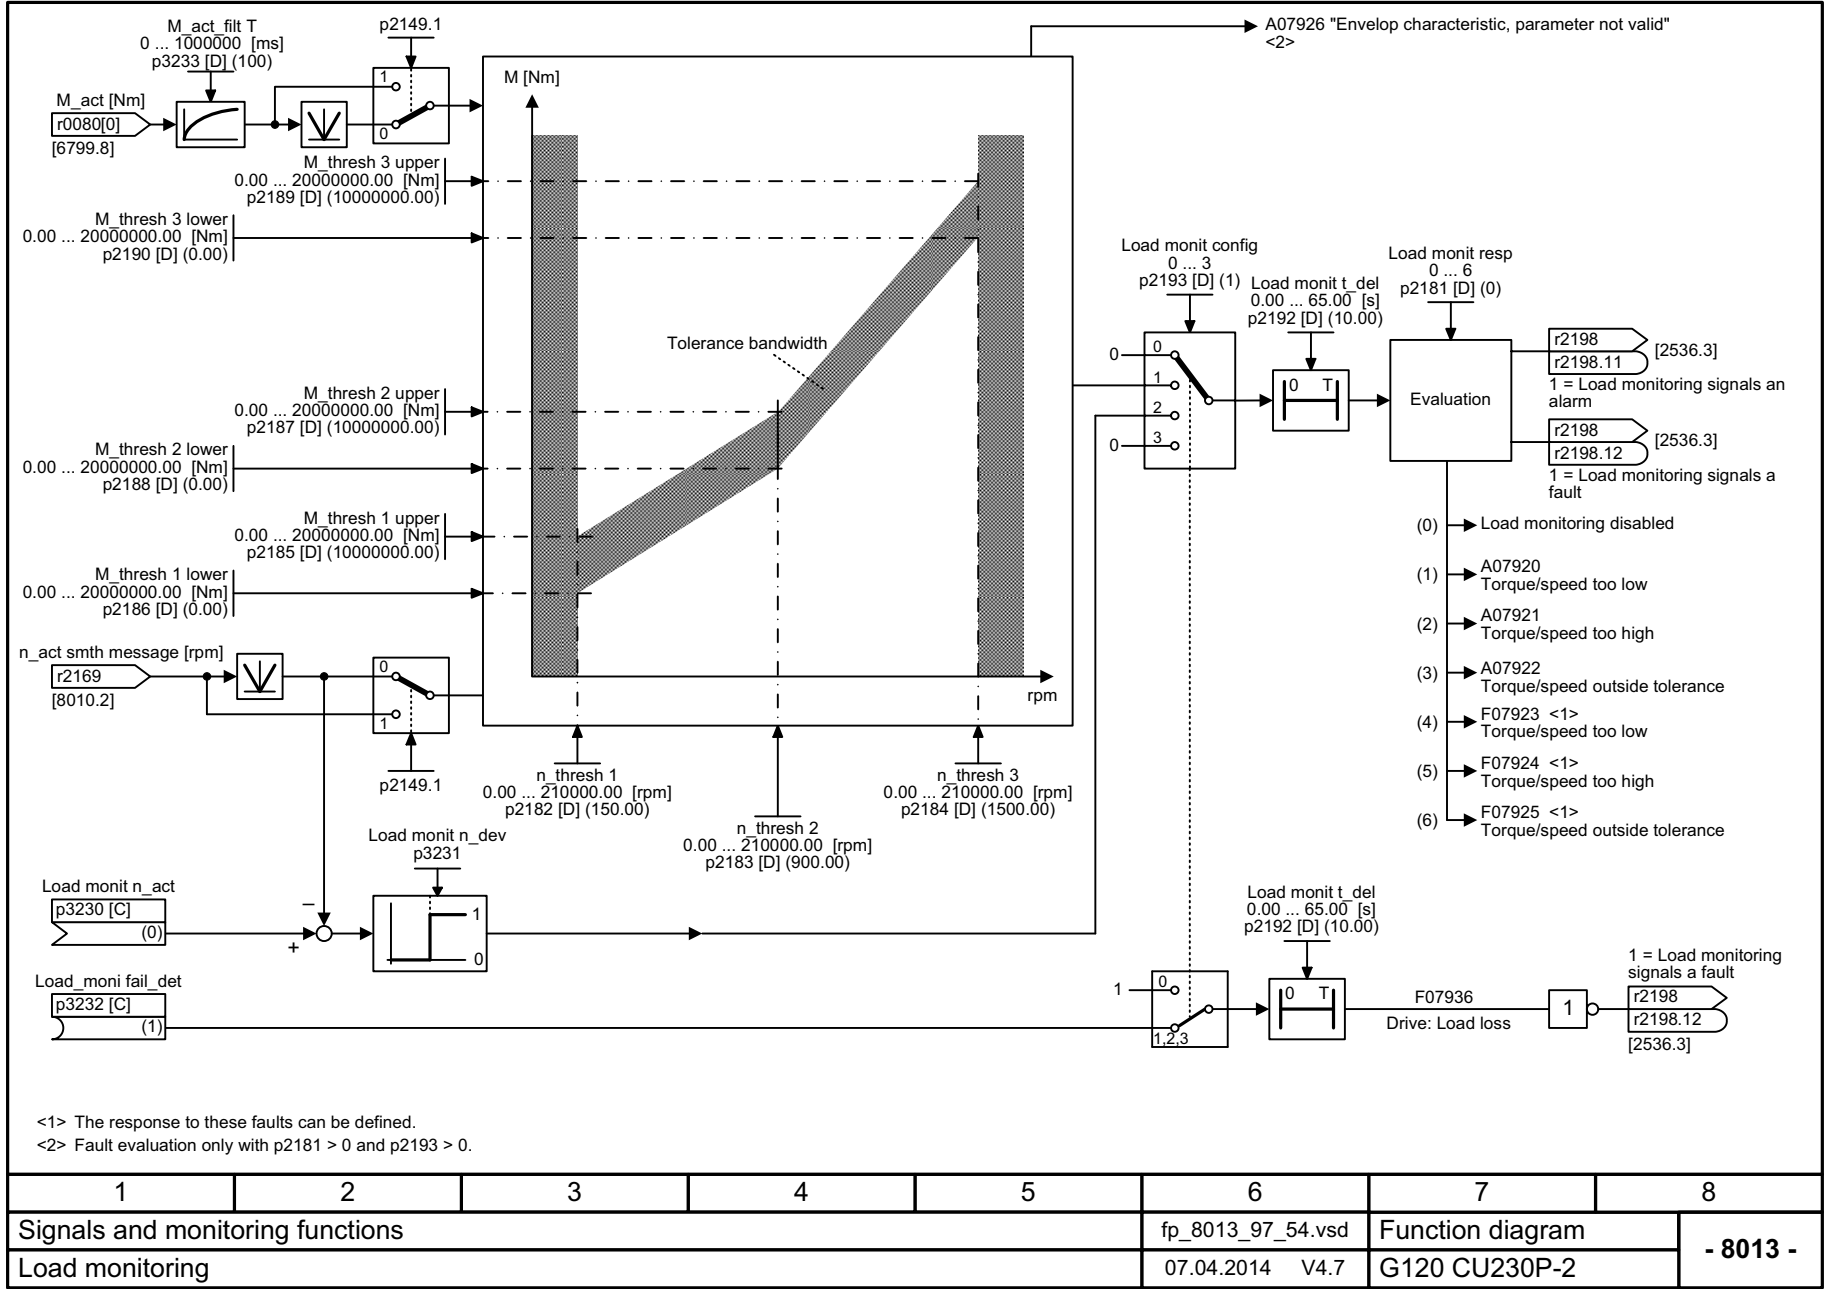 M_act_filt T
0 ... 1000000 [ms]
p3233 [D] (100)
p2149.1
1
0
M_act [Nm]
r0080[0]
[6799.8]
A07926 "Envelop characteristic, parameter not valid"
<2>
M [Nm]
M_thresh 3 upper
0.00 ... 20000000.00 [Nm]
p2189 [D] (10000000.00)
M_thresh 3 lower
0.00 ... 20000000.00 [Nm]
p2190 [D] (0.00)
Tolerance bandwidth
M_thresh 2 upper
0.00 ... 20000000.00 [Nm]
p2187 [D] (10000000.00)
M_thresh 2 lower
0.00 ... 20000000.00 [Nm]
p2188 [D] (0.00)
M_thresh 1 upper
0.00 ... 20000000.00 [Nm]
p2185 [D] (10000000.00)
M_thresh 1 lower
0.00 ... 20000000.00 [Nm]
p2186 [D] (0.00)
n_act smth message [rpm]
r2169
[8010.2]
0
1
p2149.1
rpm
n_thresh 1
0.00 ... 210000.00 [rpm]
p2182 [D] (150.00)
n_thresh 2
0.00 ... 210000.00 [rpm]
p2183 [D] (900.00)
n_thresh 3
0.00 ... 210000.00 [rpm]
p2184 [D] (1500.00)
Load monit config
0 ... 3
p2193 [D] (1)
0
0
1
2
0
3
Load monit t_del
0.00 ... 65.00 [s]
p2192 [D] (10.00)
0 T
Load monit resp
0 ... 6
p2181 [D] (0)
Evaluation
r2198
r2198.11
[2536.3]
1 = Load monitoring signals an
alarm
r2198
r2198.12
[2536.3]
1 = Load monitoring signals a
fault
(0) Load monitoring disabled
(1) A07920
Torque/speed too low
(2) A07921
Torque/speed too high
(3) A07922
Torque/speed outside tolerance
(4) F07923 <1>
Torque/speed too low
(5) F07924 <1>
Torque/speed too high
(6) F07925 <1>
Torque/speed outside tolerance
Load monit n_dev
p3231
1
0
Load monit n_act
p3230 [C]
(0)
–
+
Load_moni fail_det
p3232 [C]
(1)
1
0
1,2,3
Load monit t_del
0.00 ... 65.00 [s]
p2192 [D] (10.00)
0 T
F07936
Drive: Load loss
1
1 = Load monitoring
signals a fault
r2198
r2198.12
[2536.3]
<1> The response to these faults can be defined.
<2> Fault evaluation only with p2181 > 0 and p2193 > 0.
1 2 3 4 5 6 7 8
Signals and monitoring functions
fp_8013_97_54.vsd
Function diagram
- 8013 -
Load monitoring
07.04.2014 V4.7
G120 CU230P-2